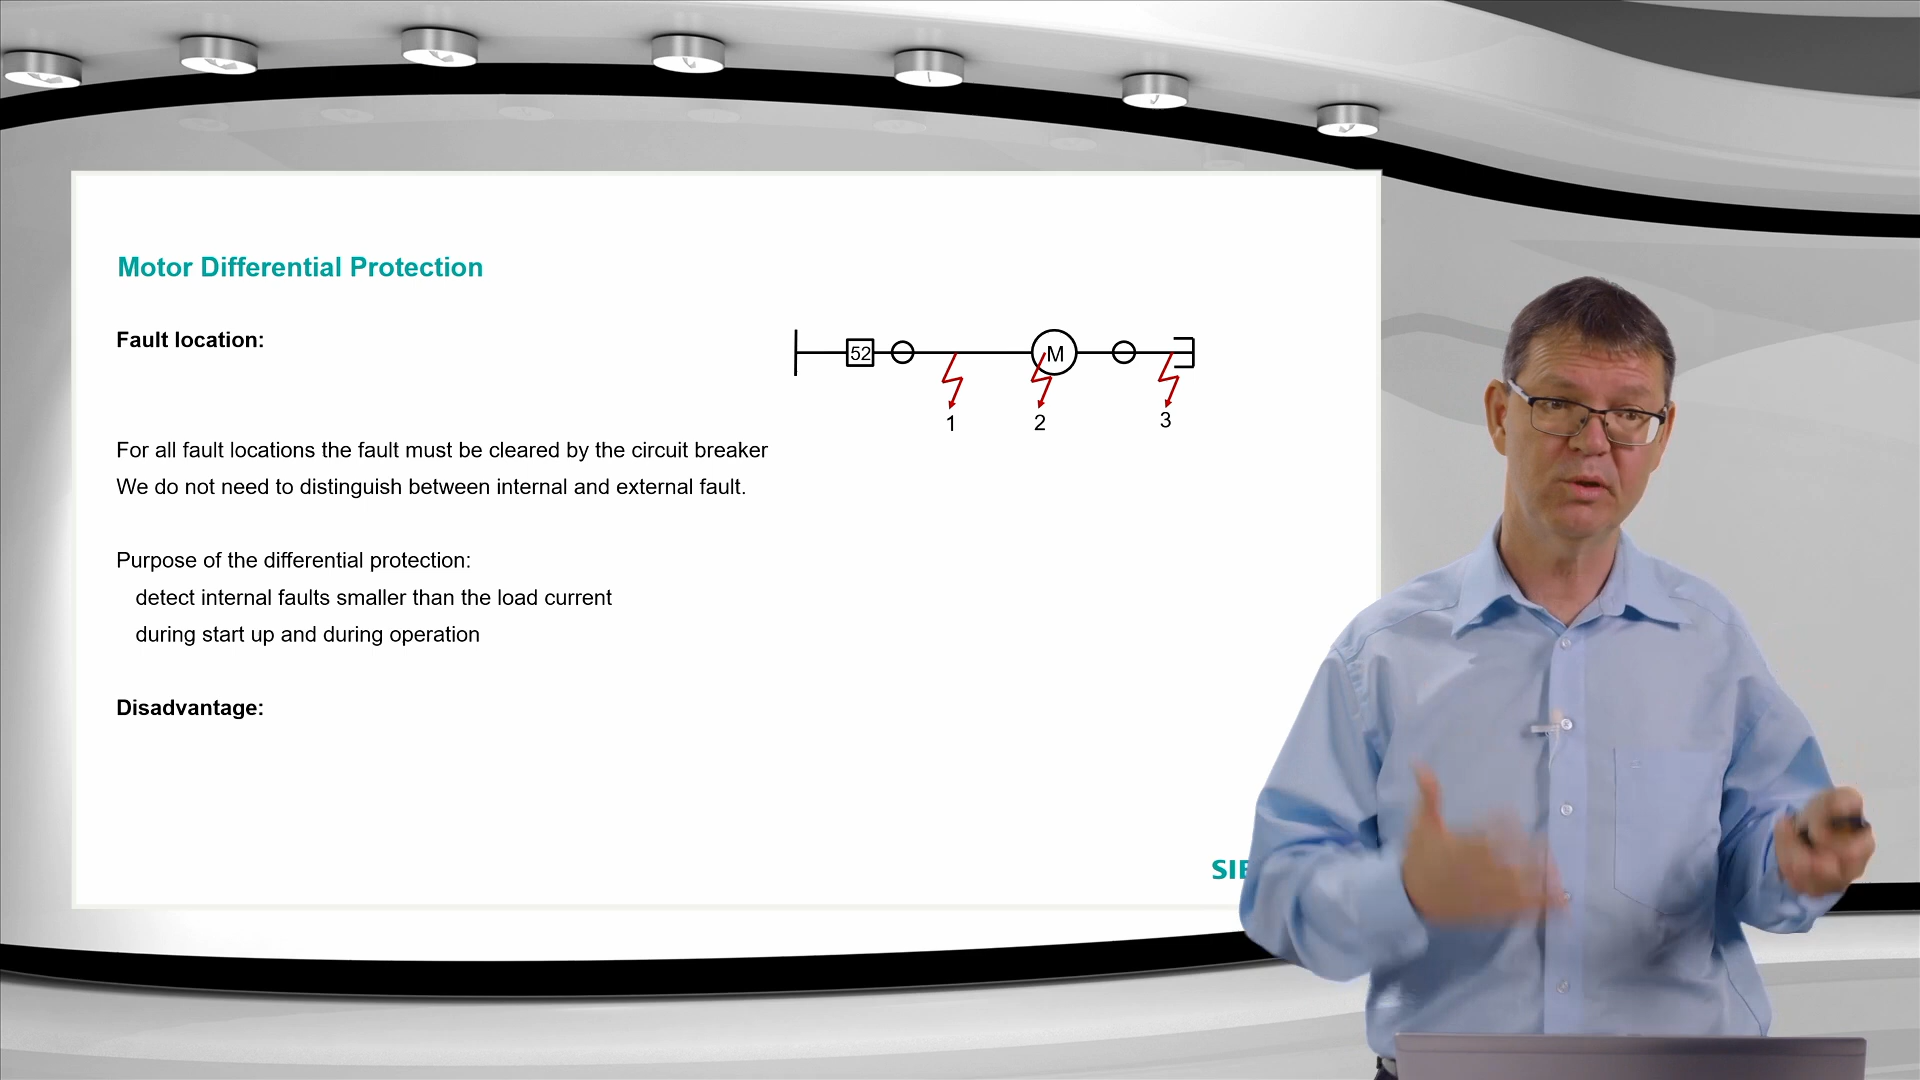 Motor Differential Protection
Fault location:
52
M
1
2
3
For all fault locations the fault must be cleared by the circuit breaker
We do not need to distinguish between internal and external fault.
Purpose of the differential protection:
detect internal faults smaller than the load current
during start up and during operation
Disadvantage:
SIE